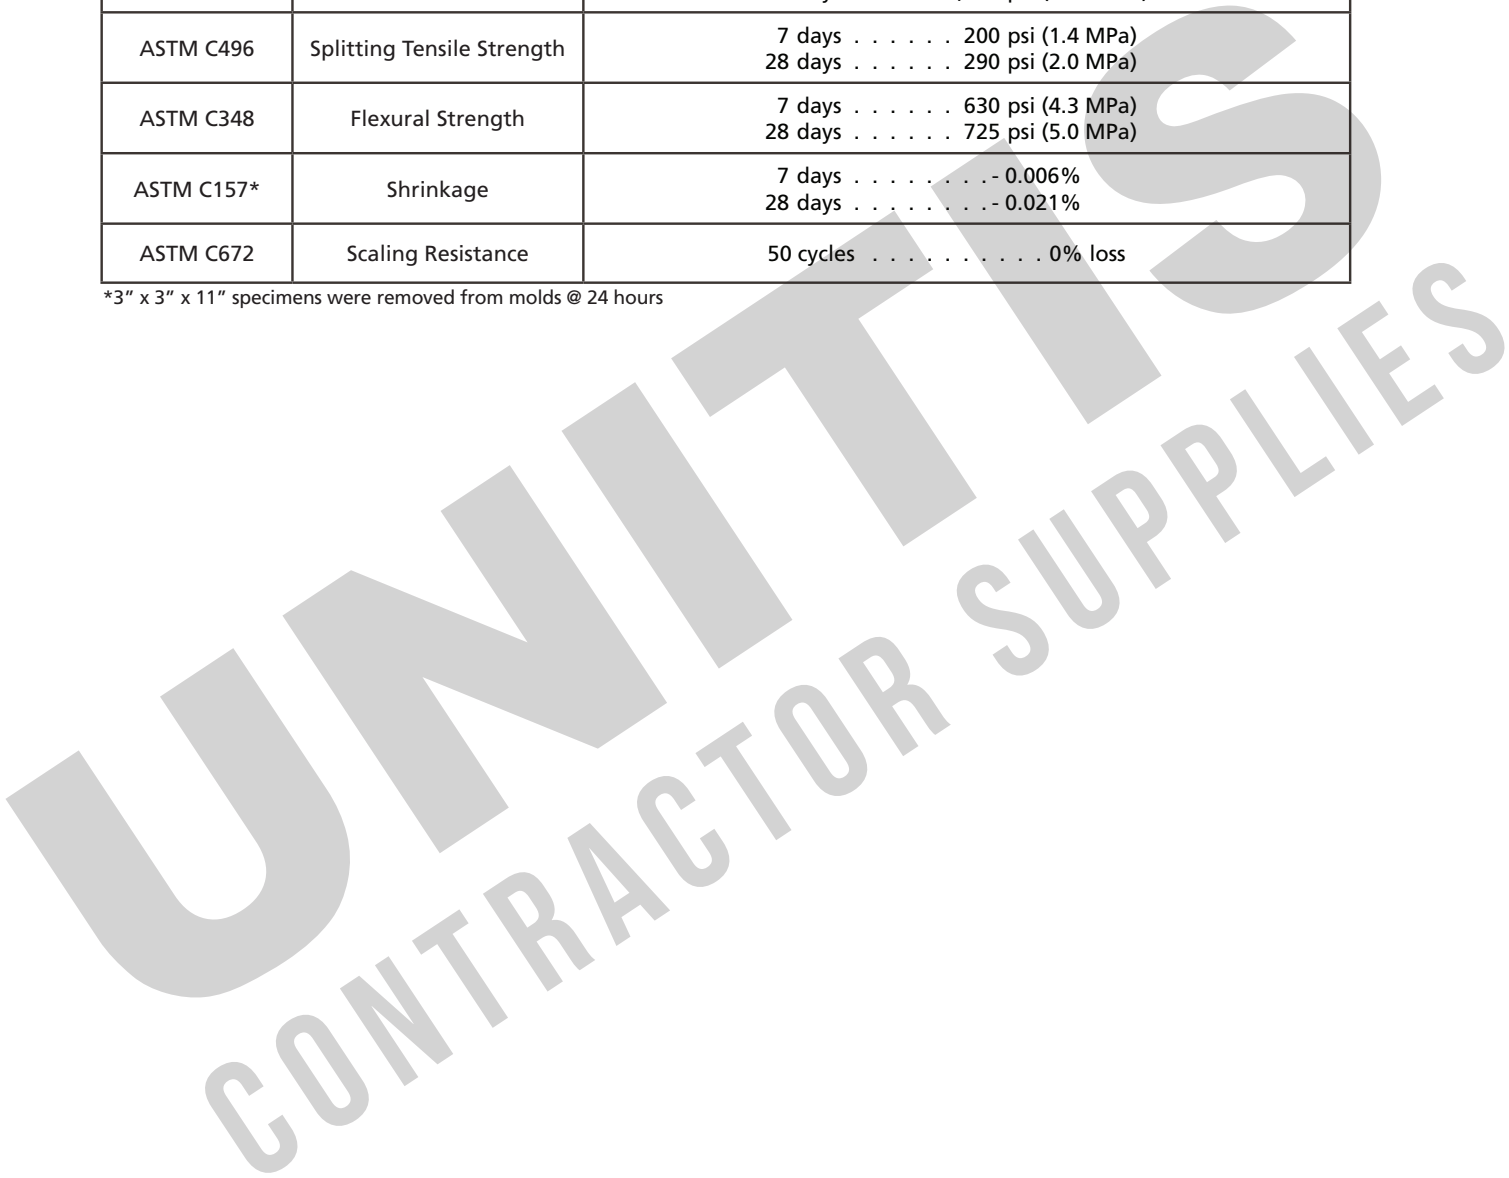 7 days . . . . . . 200 psi (1.4 MPa)
ASTM C496 Splitting Tensile Strength
28 days . . . . . . 290 psi (2.0 MPa)
7 days . . . . . . 630 psi (4.3 MPa)
ASTM C348 Flexural Strength
28 days . . . . . . 725 psi (5.0 MPa)
7 days . . . . . . . . - 0.006%
ASTM C157* Shrinkage
28 days . . . . . . . . - 0.021%
ASTM C672 Scaling Resistance 50 cycles . . . . . . . . . . 0% loss
*3” x 3” x 11” specimens were removed from molds @ 24 hours
UNITIS
CONTRACTOR SUPPLIES